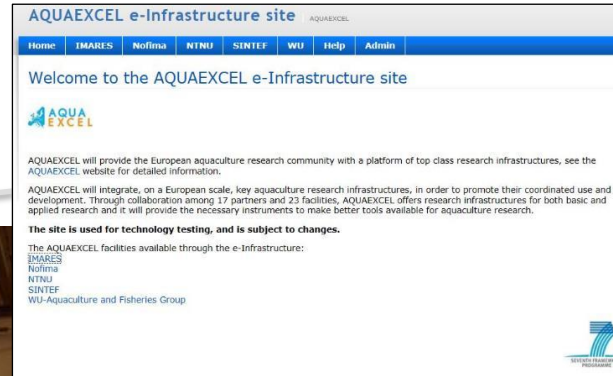 AQUAEXCEL e-Infrastructure site AQUAEXCEL
Home IMARES Nofima NTNU SINTEF WU Help Admin
Welcome to the AQUAEXCEL e-Infrastructure site
AQUA
EXCEL
AQUAEXCEL will provide the European aquaculture research community with a platform of top class research infrastructures, see the
AQUAEXCEL website for detailed information.
AQUAEXCEL will integrate, on a European scale, key aquaculture research infrastructures, in order to promote their coordinated use and
development. Through collaboration among 17 partners and 23 facilities, AQUAEXCEL offers research infrastructures for both basic and
applied research and it will provide the necessary instruments to make better tools available for aquaculture research.
The site is used for technology testing, and is subject to changes.
The AQUAEXCEL facilities available through the e-Infrastructure:
IMARES
Nofima
NTNU
SINTEF
WU-Aquaculture and Fisheries Group
SEVENTH FRAMEWORK
PROGRAMME